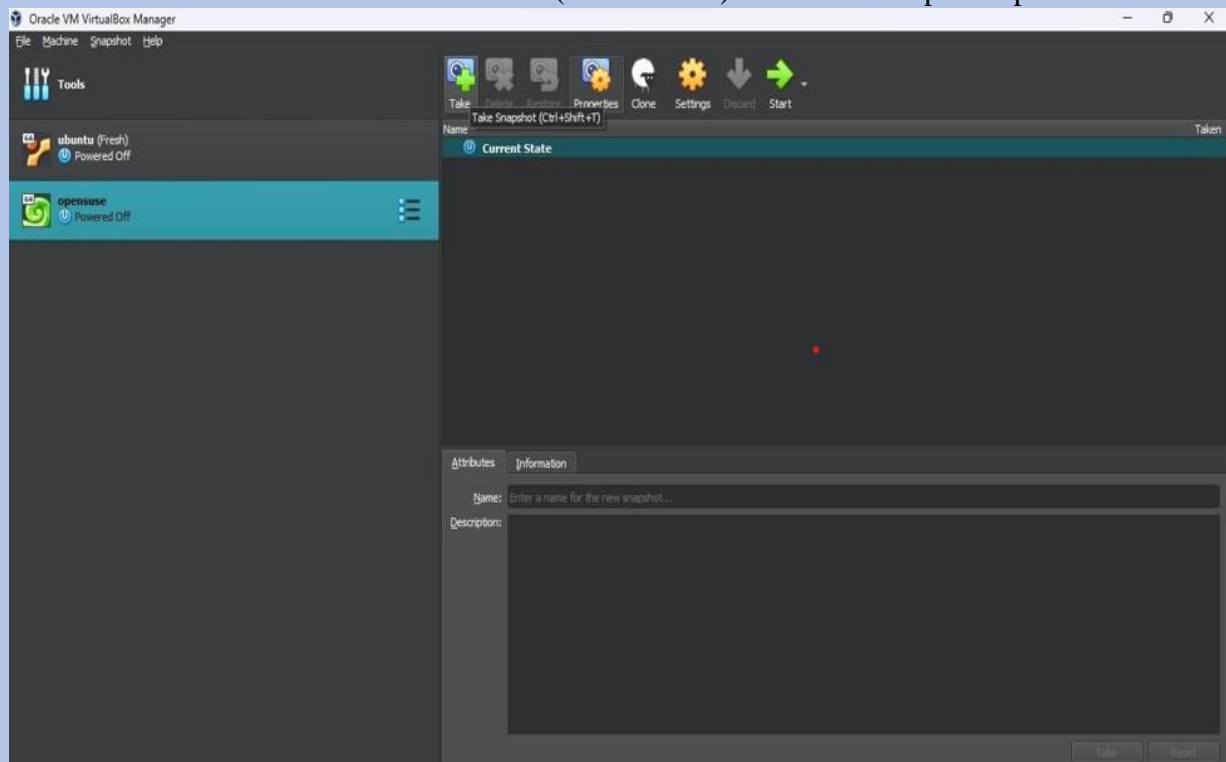 Oracle VM VirtualBox Manager
File Machine Snapshot Help
Tools
Take Delete Restore Properties Clone Settings Discard Start
Take Snapshot (Ctrl+Shift+T)
Name Taken
Current State
ubuntu (Fresh)
Powered Off
opensuse
Powered Off
Attributes Information
Name: Enter a name for the new snapshot...
Description:
Take Reset